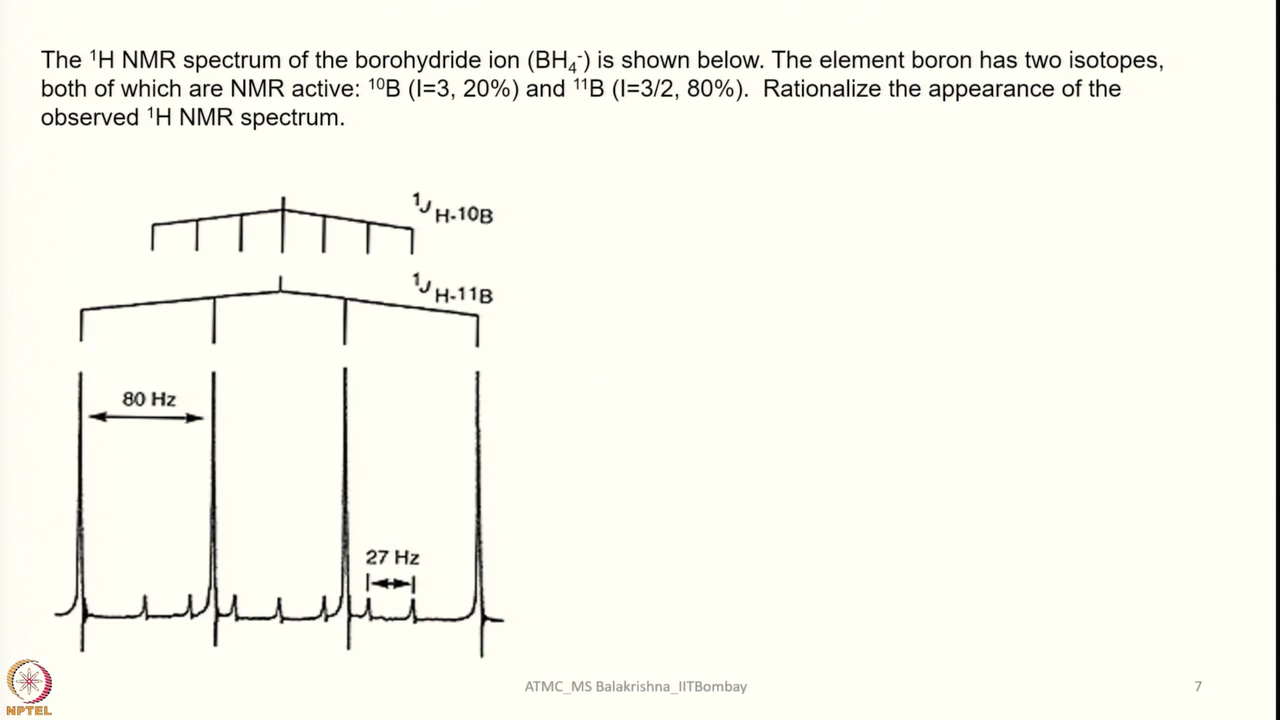 The ¹H NMR spectrum of the borohydride ion (BH₄⁻) is shown below. The element boron has two isotopes,
both of which are NMR active: ¹⁰B (I=3, 20%) and ¹¹B (I=3/2, 80%). Rationalize the appearance of the
observed ¹H NMR spectrum.
¹J H-10B
¹J H-11B
80 Hz
27 Hz
NPTEL
ATMC_MS Balakrishna_IITBombay
7